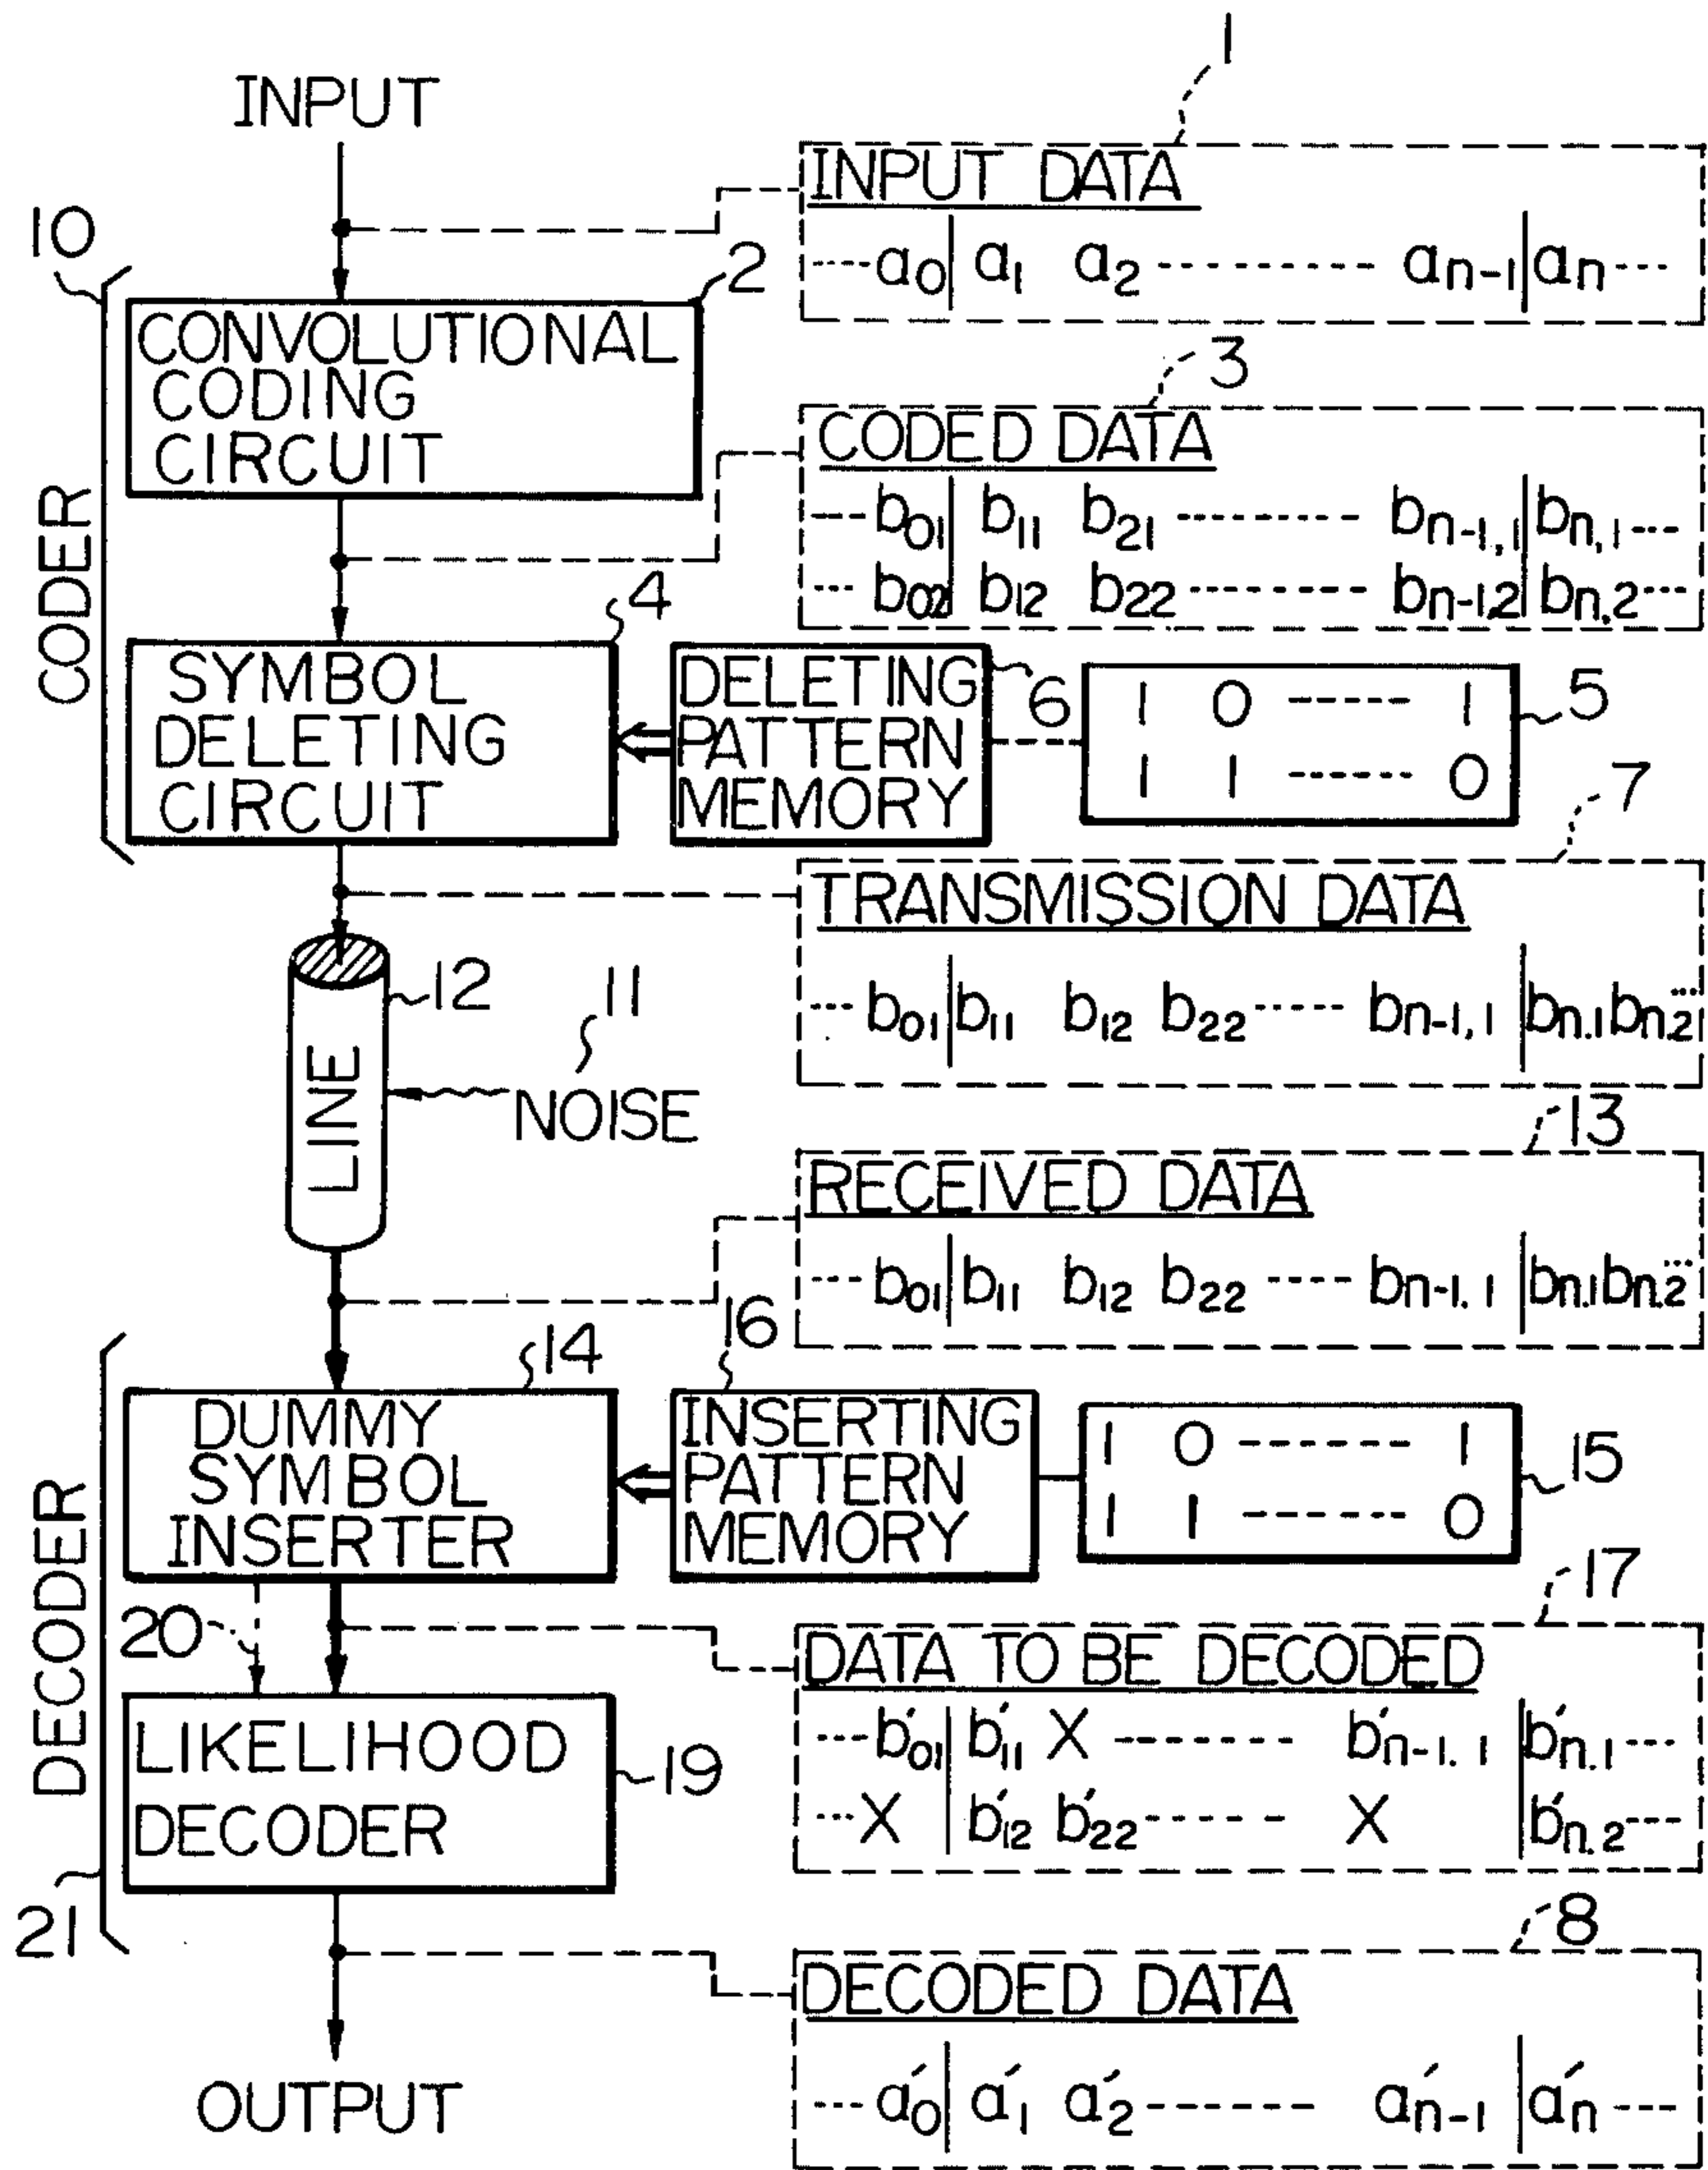 1
INPUT
INPUT DATA
10
---- a0 | a1 a2 ---------- an-1 | an ---
2
CONVOLUTIONAL
CODING
CIRCUIT
3
CODED DATA
--- b01 | b11 b21 --------- bn-1,1 | bn,1 ---
--- b02 | b12 b22 --------- bn-1,2 | bn,2 ---
CODER
4
SYMBOL
DELETING
CIRCUIT
DELETING
PATTERN
MEMORY
6
1 0 ----- 1
1 1 ----- 0
5
7
TRANSMISSION DATA
--- b01 | b11 b12 b22 ----- bn-1,1 | bn.1 bn.2 ...
12
11
LINE
NOISE
13
RECEIVED DATA
--- b01 | b11 b12 b22 ---- bn-1.1 | bn.1 bn.2 ...
14
16
DUMMY
SYMBOL
INSERTER
INSERTING
PATTERN
MEMORY
1 0 ------ 1
1 1 ------ 0
15
DECODER
20
17
DATA TO BE DECODED
--- b'01 | b'11 X ------- b'n-1.1 | b'n.1 ---
--- X | b'12 b'22 ------ X | b'n.2 ---
LIKELIHOOD
DECODER
19
21
8
DECODED DATA
--- a'0 | a'1 a'2 ------- a'n-1 | a'n ---
OUTPUT